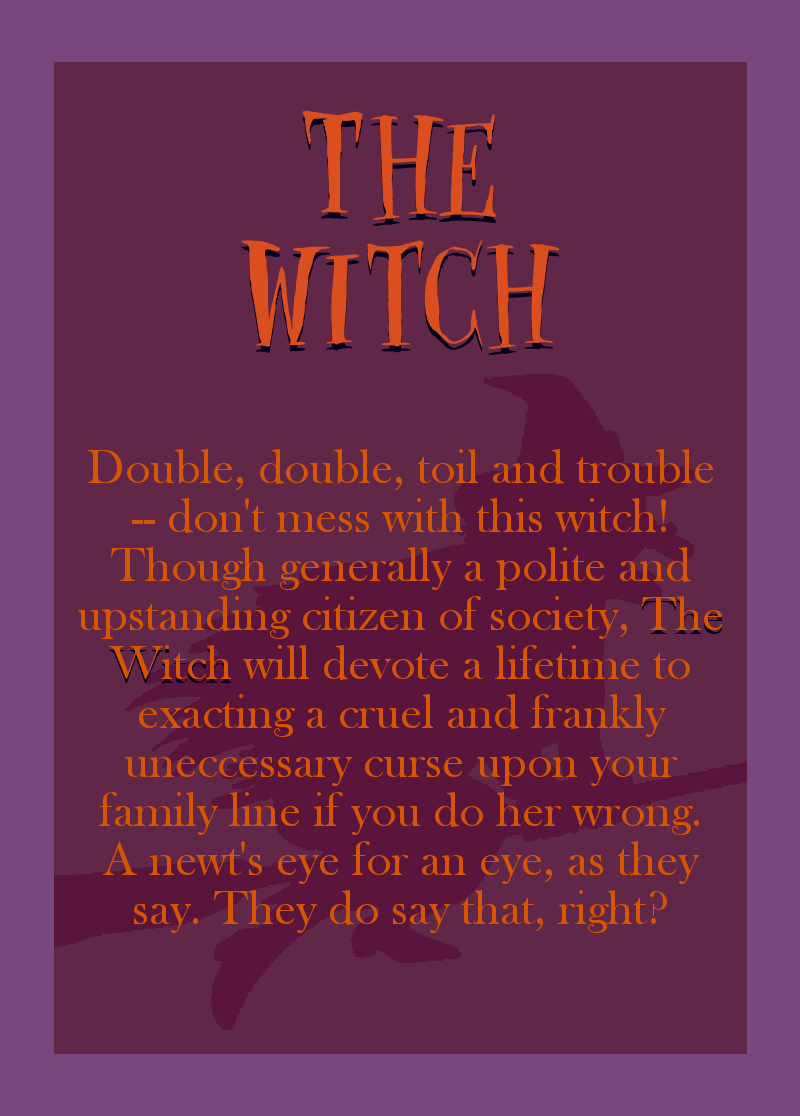 THE
WITCH
Double, double, toil and trouble
-- don't mess with this witch!
Though generally a polite and
upstanding citizen of society, The
Witch will devote a lifetime to
exacting a cruel and frankly
uneccessary curse upon your
family line if you do her wrong.
A newt's eye for an eye, as they
say. They do say that, right?